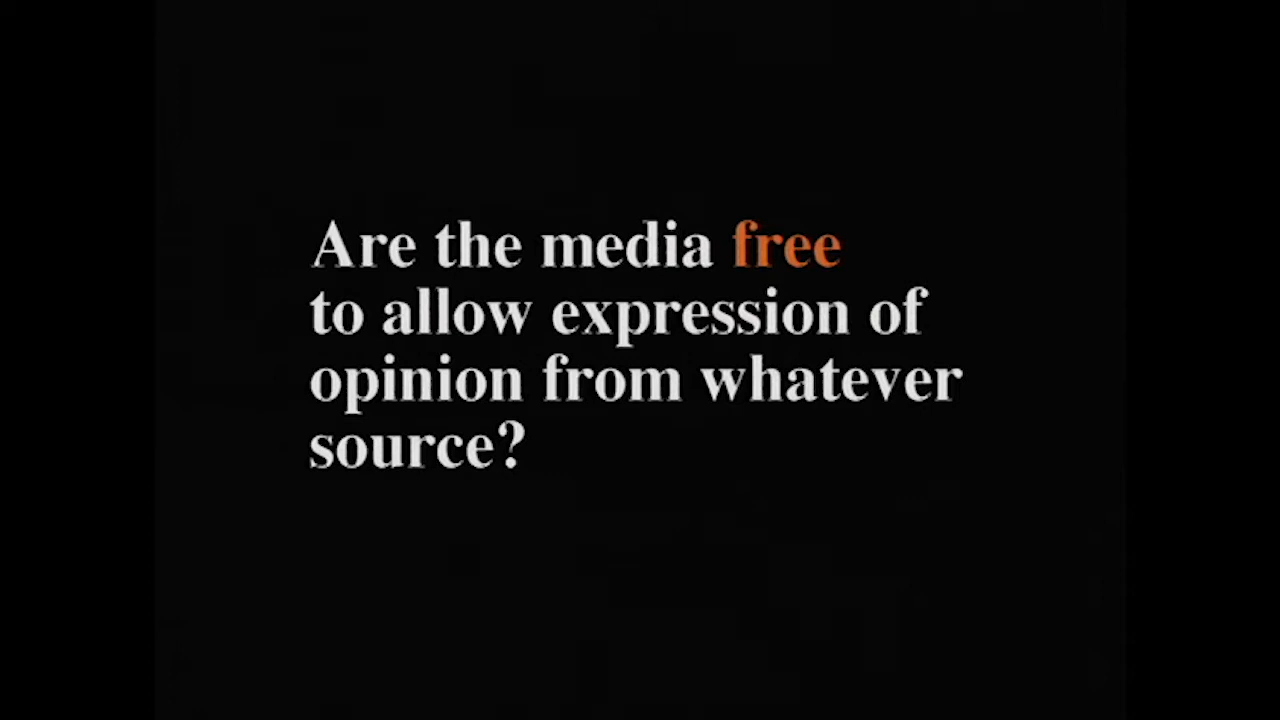 Are the media free
to allow expression of
opinion from whatever
source?